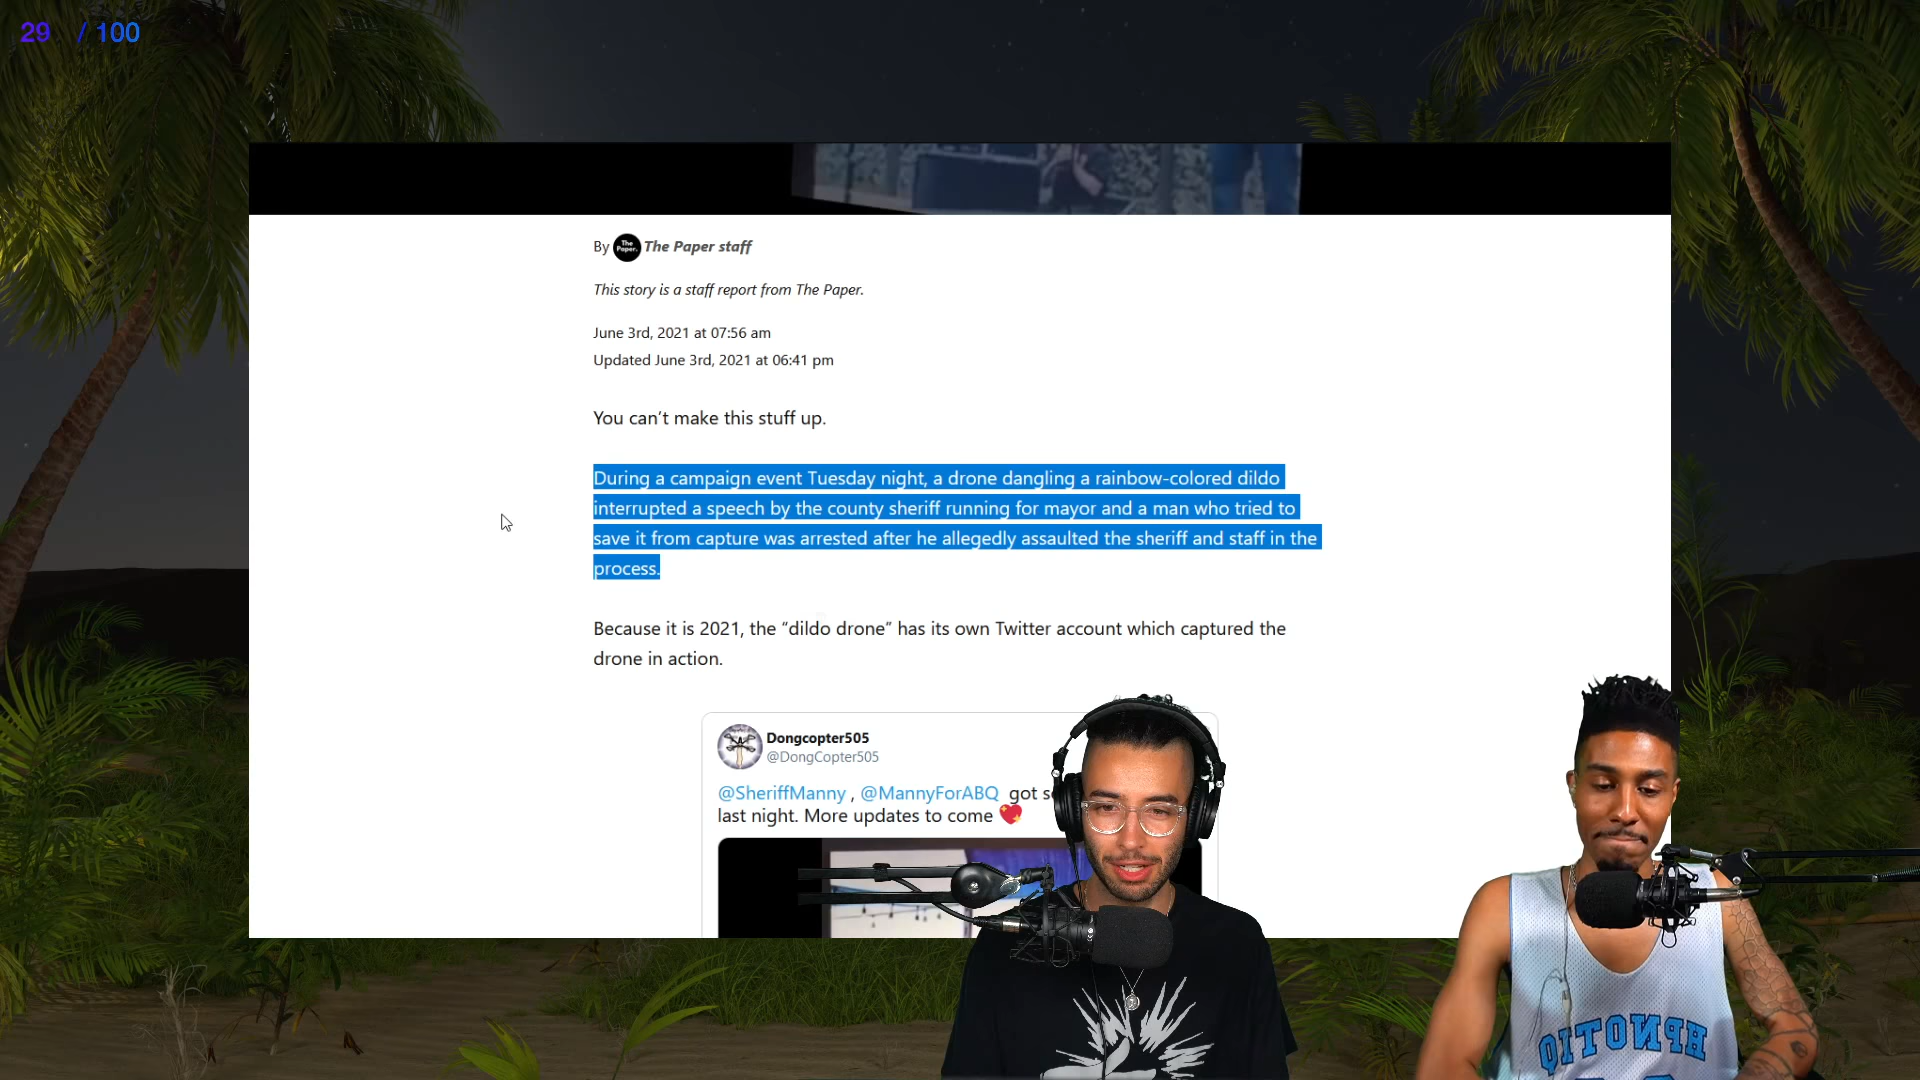 29 / 100
By The Paper. The Paper staff
This story is a staff report from The Paper.
June 3rd, 2021 at 07:56 am
Updated June 3rd, 2021 at 06:41 pm
You can’t make this stuff up.
During a campaign event Tuesday night, a drone dangling a rainbow-colored dildo
interrupted a speech by the county sheriff running for mayor and a man who tried to
save it from capture was arrested after he allegedly assaulted the sheriff and staff in the
process.
Because it is 2021, the “dildo drone” has its own Twitter account which captured the
drone in action.
Dongcopter505
@DongCopter505
@SheriffManny , @MannyForABQ got
last night. More updates to come
HYPNOTIQ